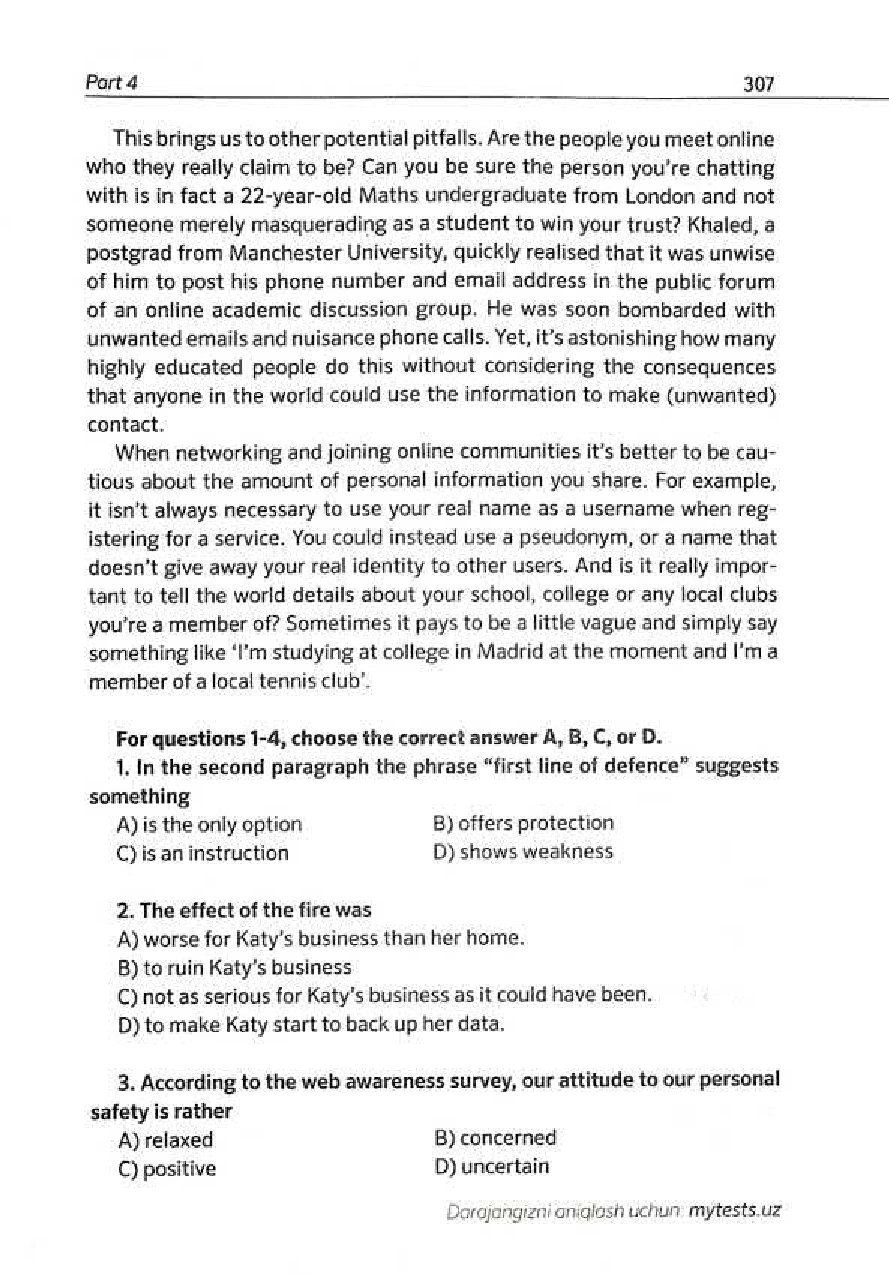 Part 4 307
This brings us to other potential pitfalls. Are the people you meet online
who they really claim to be? Can you be sure the person you're chatting
with is in fact a 22-year-old Maths undergraduate from London and not
someone merely masquerading as a student to win your trust? Khaled, a
postgrad from Manchester University, quickly realised that it was unwise
of him to post his phone number and email address in the public forum
of an online academic discussion group. He was soon bombarded with
unwanted emails and nuisance phone calls. Yet, it's astonishing how many
highly educated people do this without considering the consequences
that anyone in the world could use the information to make (unwanted)
contact.
When networking and joining online communities it's better to be cau-
tious about the amount of personal information you share. For example,
it isn't always necessary to use your real name as a username when reg-
istering for a service. You could instead use a pseudonym, or a name that
doesn't give away your real identity to other users. And is it really impor-
tant to tell the world details about your school, college or any local clubs
you're a member of? Sometimes it pays to be a little vague and simply say
something like 'I'm studying at college in Madrid at the moment and I'm a
member of a local tennis club'.
For questions 1-4, choose the correct answer A, B, C, or D.
1. In the second paragraph the phrase "first line of defence" suggests
something
A) is the only option B) offers protection
C) is an instruction D) shows weakness
2. The effect of the fire was
A) worse for Katy's business than her home.
B) to ruin Katy's business
C) not as serious for Katy's business as it could have been.
D) to make Katy start to back up her data.
3. According to the web awareness survey, our attitude to our personal
safety is rather
A) relaxed B) concerned
C) positive D) uncertain
Darajangizni aniqlash uchun: mytests.uz